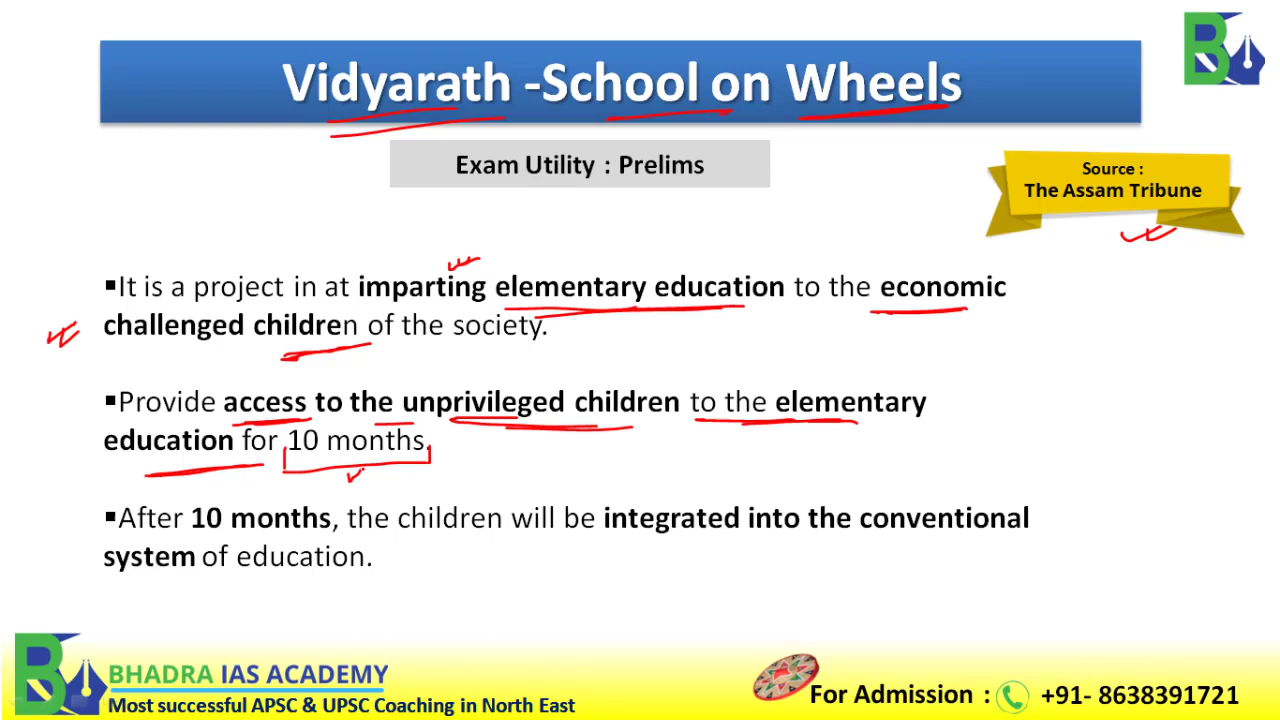 Vidyarath -School on Wheels
Exam Utility : Prelims
Source :
The Assam Tribune
▪It is a project in at imparting elementary education to the economic
challenged children of the society.
▪Provide access to the unprivileged children to the elementary
education for 10 months.
▪After 10 months, the children will be integrated into the conventional
system of education.
BHADRA IAS ACADEMY
Most successful APSC & UPSC Coaching in North East
For Admission : +91- 8638391721